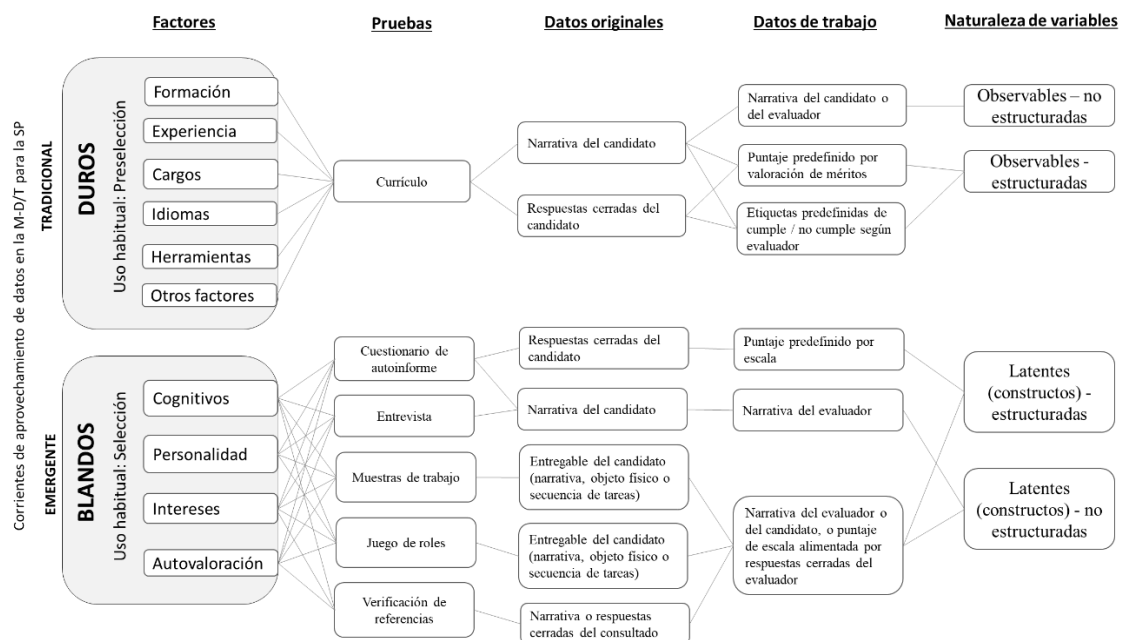 Factores
Pruebas
Datos originales
Datos de trabajo
Naturaleza de variables
Corrientes de aprovechamiento de datos en la M-D/T para la SP
TRADICIONAL
DUROS
Uso habitual: Preselección
Formación
Experiencia
Cargos
Idiomas
Herramientas
Otros factores
Currículo
Narrativa del candidato
Respuestas cerradas del
candidato
Narrativa del candidato o
del evaluador
Puntaje predefinido por
valoración de méritos
Etiquetas predefinidas de
cumple / no cumple según
evaluador
Observables – no
estructuradas
Observables -
estructuradas
EMERGENTE
BLANDOS
Uso habitual: Selección
Cognitivos
Personalidad
Intereses
Autovaloración
Cuestionario de
autoinforme
Entrevista
Muestras de trabajo
Juego de roles
Verificación de
referencias
Respuestas cerradas del
candidato
Narrativa del candidato
Entregable del candidato
(narrativa, objeto físico o
secuencia de tareas)
Entregable del candidato
(narrativa, objeto físico o
secuencia de tareas)
Narrativa o respuestas
cerradas del consultado
Puntaje predefinido por
escala
Narrativa del evaluador
Narrativa del evaluador o
del candidato, o puntaje
de escala alimentada por
respuestas cerradas del
evaluador
Latentes
(constructos) -
estructuradas
Latentes
(constructos) - no
estructuradas